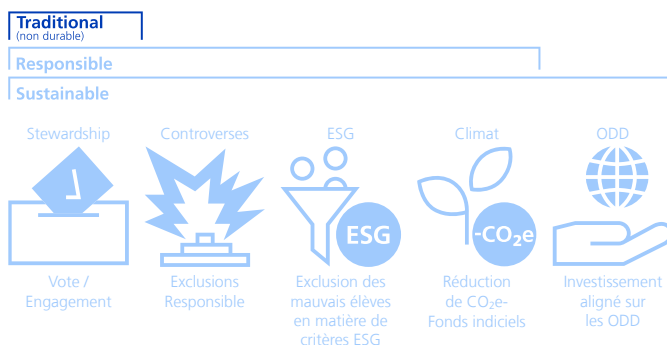 Traditional
(non durable)
Responsible
Sustainable
Stewardship
Controverses
ESG
Climat
ODD
ESG
-CO₂e
Vote /
Engagement
Exclusions
Responsible
Exclusion des
mauvais élèves
en matière de
critères ESG
Réduction
de CO₂e-
Fonds indiciels
Investissement
aligné sur
les ODD